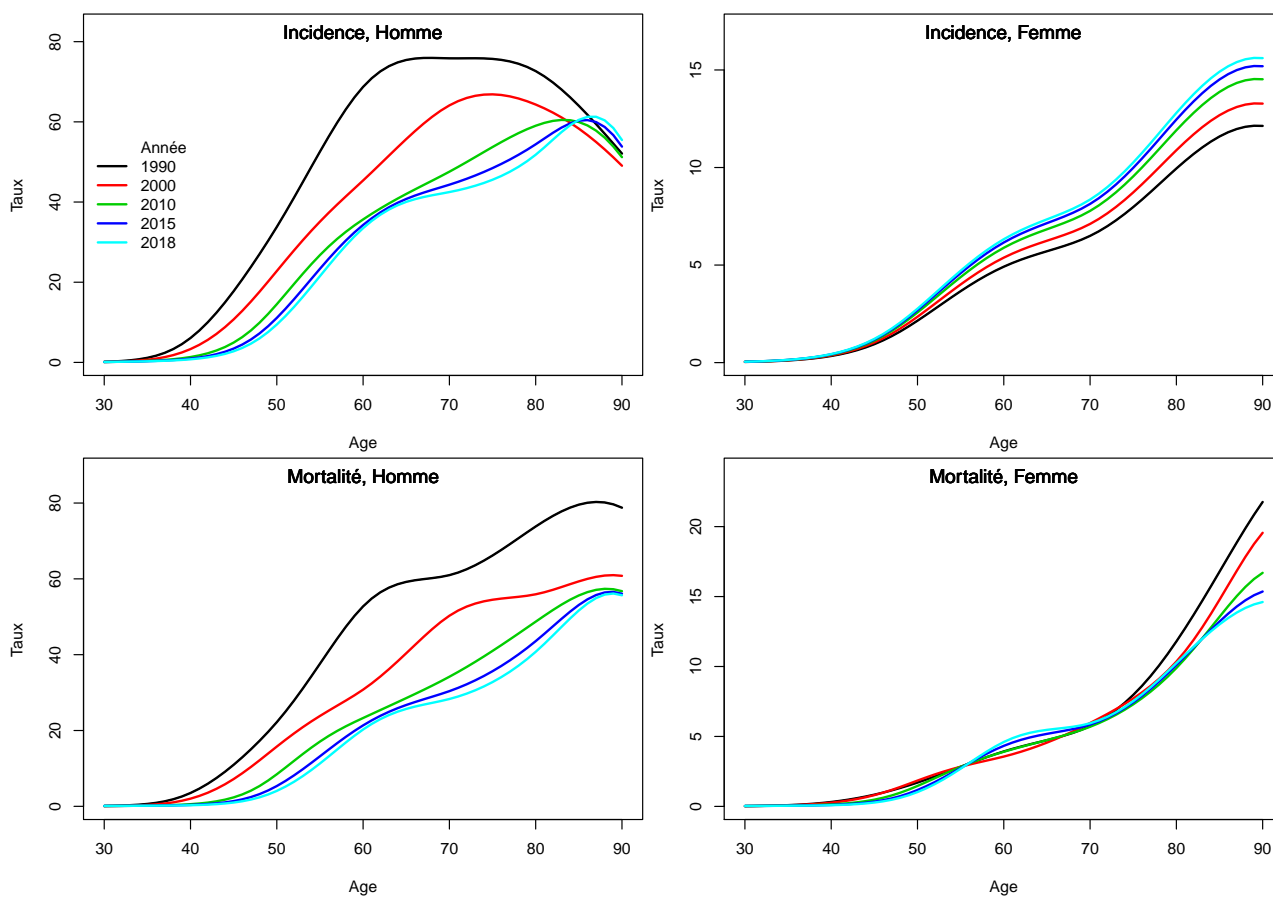 Incidence, Homme
Taux
0 20 40 60 80
Année
1990
2000
2010
2015
2018
30 40 50 60 70 80 90
Age
Incidence, Femme
Taux
0 5 10 15
30 40 50 60 70 80 90
Age
Mortalité, Homme
Taux
0 20 40 60 80
30 40 50 60 70 80 90
Age
Mortalité, Femme
Taux
0 5 10 15 20
30 40 50 60 70 80 90
Age